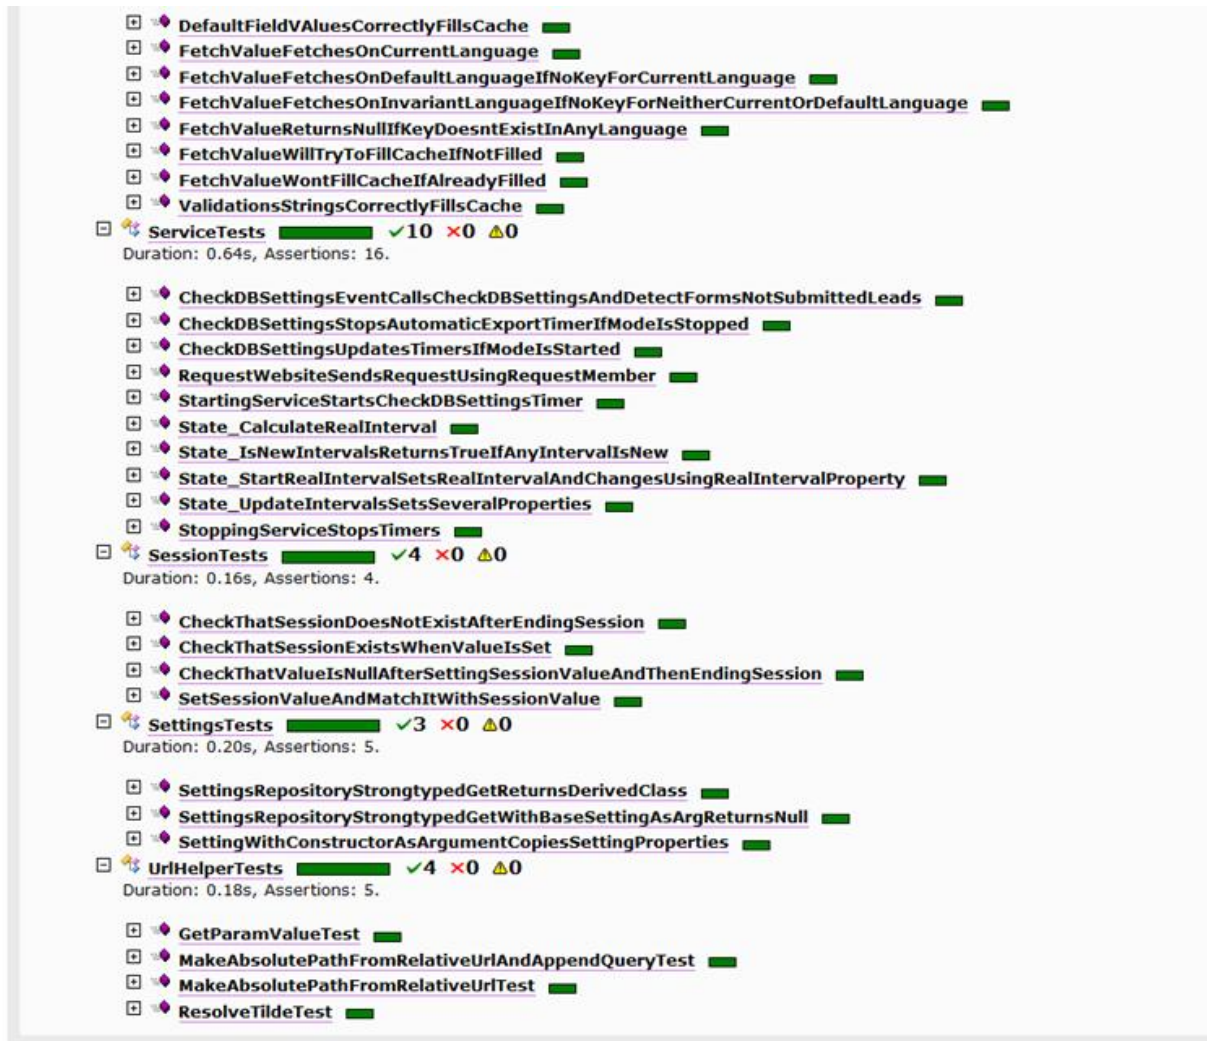 DefaultFieldVAluesCorrectlyFillsCache
FetchValueFetchesOnCurrentLanguage
FetchValueFetchesOnDefaultLanguageIfNoKeyForCurrentLanguage
FetchValueFetchesOnInvariantLanguageIfNoKeyForNeitherCurrentOrDefaultLanguage
FetchValueReturnsNullIfKeyDoesntExistInAnyLanguage
FetchValueWillTryToFillCacheIfNotFilled
FetchValueWontFillCacheIfAlreadyFilled
ValidationsStringsCorrectlyFillsCache
ServiceTests ✓10 ×0 ⚠0
Duration: 0.64s, Assertions: 16.
CheckDBSettingsEventCallsCheckDBSettingsAndDetectFormsNotSubmittedLeads
CheckDBSettingsStopsAutomaticExportTimerIfModeIsStopped
CheckDBSettingsUpdatesTimersIfModeIsStarted
RequestWebsiteSendsRequestUsingRequestMember
StartingServiceStartsCheckDBSettingsTimer
State_CalculateRealInterval
State_IsNewIntervalsReturnsTrueIfAnyIntervalIsNew
State_StartRealIntervalSetsRealIntervalAndChangesUsingRealIntervalProperty
State_UpdateIntervalsSetsSeveralProperties
StoppingServiceStopsTimers
SessionTests ✓4 ×0 ⚠0
Duration: 0.16s, Assertions: 4.
CheckThatSessionDoesNotExistAfterEndingSession
CheckThatSessionExistsWhenValueIsSet
CheckThatValueIsNullAfterSettingSessionValueAndThenEndingSession
SetSessionValueAndMatchItWithSessionValue
SettingsTests ✓3 ×0 ⚠0
Duration: 0.20s, Assertions: 5.
SettingsRepositoryStrongtypedGetReturnsDerivedClass
SettingsRepositoryStrongtypedGetWithBaseSettingAsArgReturnsNull
SettingWithConstructorAsArgumentCopiesSettingProperties
UrlHelperTests ✓4 ×0 ⚠0
Duration: 0.18s, Assertions: 5.
GetParamValueTest
MakeAbsolutePathFromRelativeUrlAndAppendQueryTest
MakeAbsolutePathFromRelativeUrlTest
ResolveTildeTest